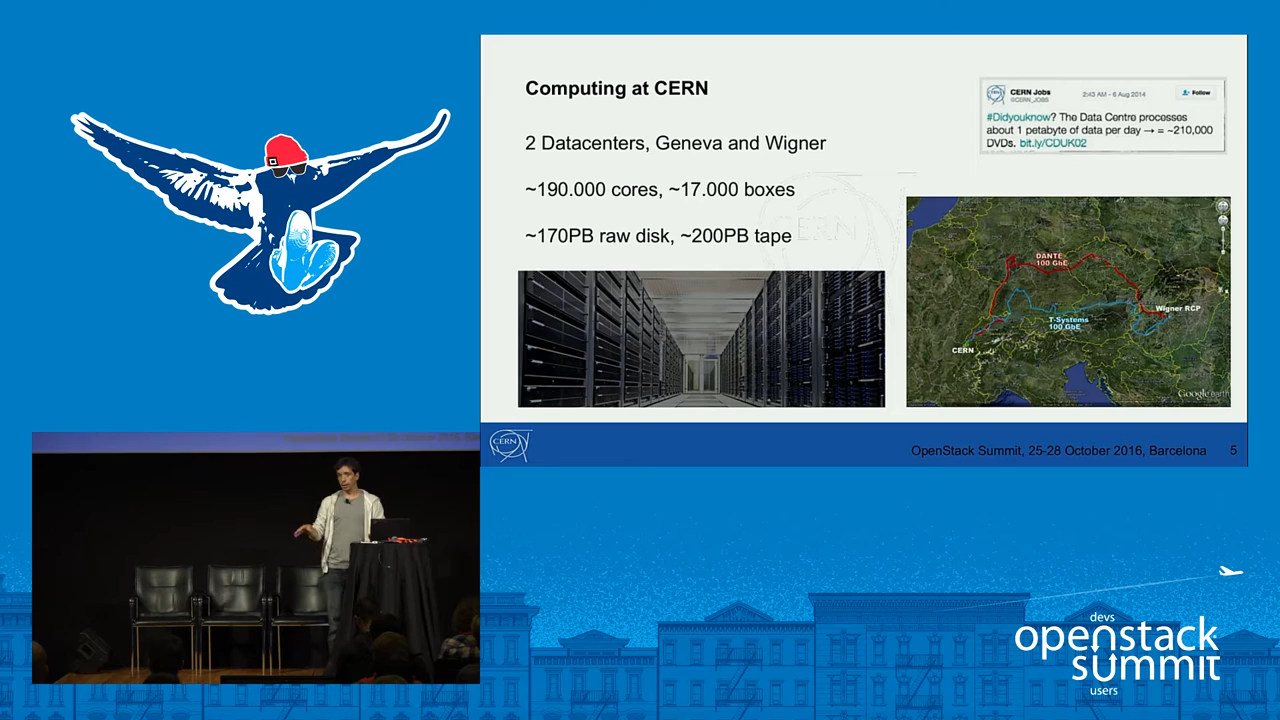 Computing at CERN
2 Datacenters, Geneva and Wigner
~190.000 cores, ~17.000 boxes
~170PB raw disk, ~200PB tape
CERN Jobs
@CERN_JOBS
2:43 AM - 6 Aug 2014
Follow
#Didyouknow? The Data Centre processes
about 1 petabyte of data per day → = ~210,000
DVDs. bit.ly/CDUK02
CERN
DANTE
100 GbE
Wigner RCP
T-Systems
100 GbE
CERN
Google earth
CERN
OpenStack Summit, 25-28 October 2016, Barcelona 5
devs
openstack
summit
users